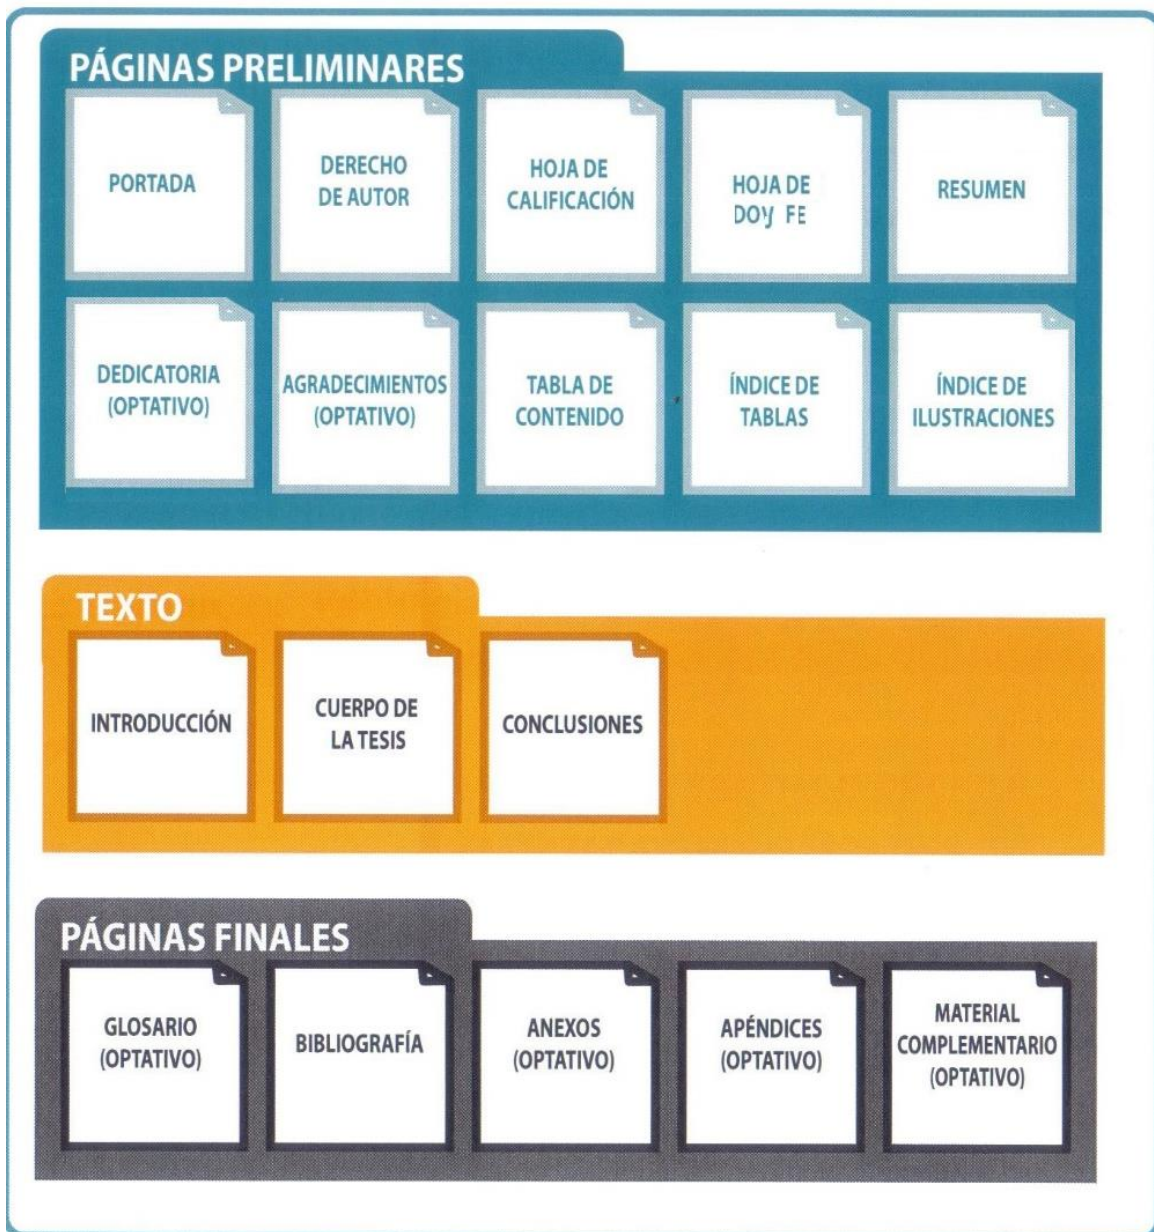 PÁGINAS PRELIMINARES
PORTADA
DERECHO
DE AUTOR
HOJA DE
CALIFICACIÓN
HOJA DE
DOy FE
RESUMEN
DEDICATORIA
(OPTATIVO)
AGRADECIMIENTOS
(OPTATIVO)
TABLA DE
CONTENIDO
ÍNDICE DE
TABLAS
ÍNDICE DE
ILUSTRACIONES
TEXTO
INTRODUCCIÓN
CUERPO DE
LA TESIS
CONCLUSIONES
PÁGINAS FINALES
GLOSARIO
(OPTATIVO)
BIBLIOGRAFÍA
ANEXOS
(OPTATIVO)
APÉNDICES
(OPTATIVO)
MATERIAL
COMPLEMENTARIO
(OPTATIVO)